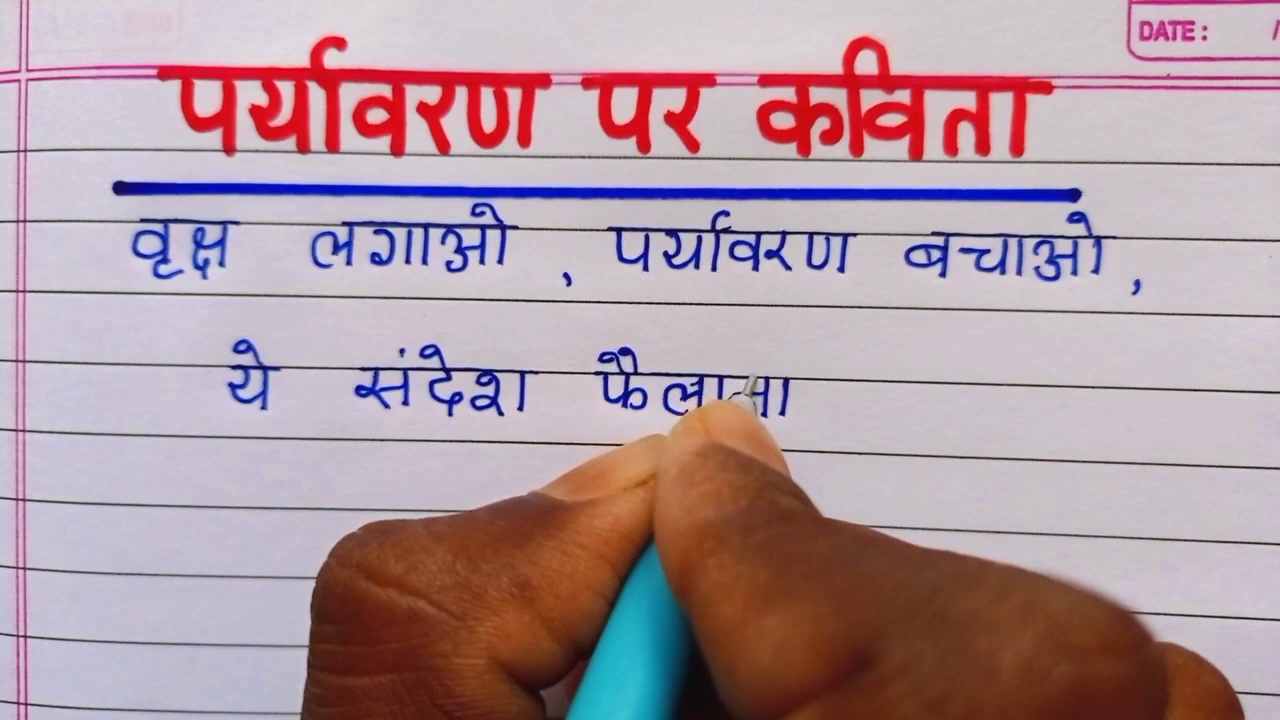 DATE :
पर्यावरण पर कविता
वृक्ष लगाओ , पर्यावरण बचाओ ,
ये संदेश